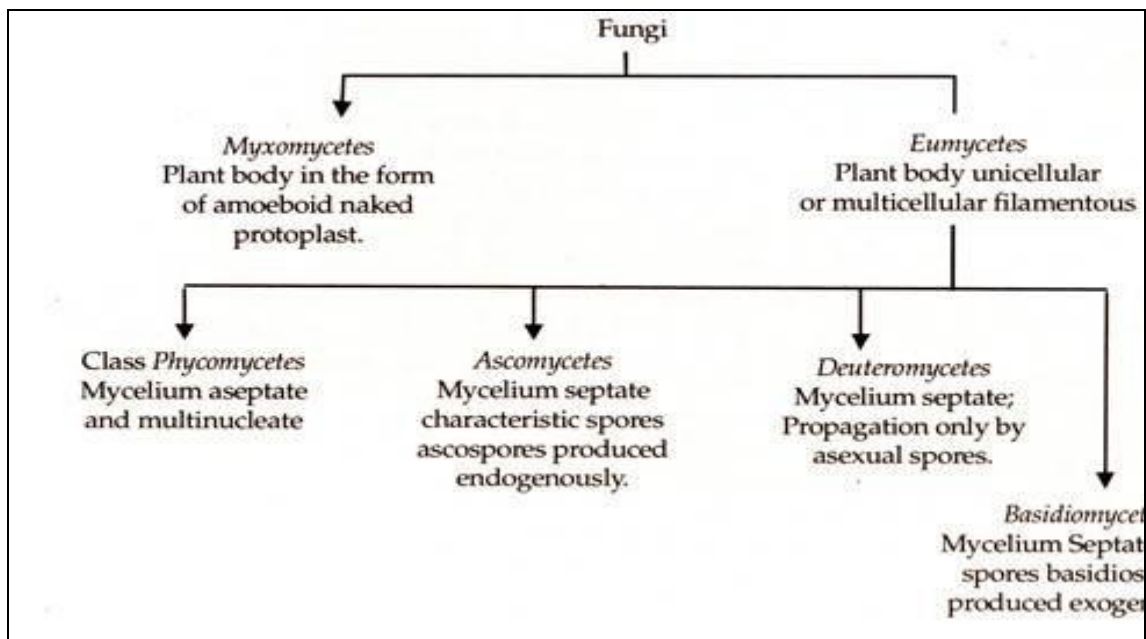 Fungi
Myxomycetes
Plant body in the form
of amoeboid naked
protoplast.
Eumycetes
Plant body unicellular
or multicellular filamentous
Class Phycomycetes
Mycelium aseptate
and multinucleate
Ascomycetes
Mycelium septate
characteristic spores
ascospores produced
endogenously.
Deuteromycetes
Mycelium septate;
Propagation only by
asexual spores.
Basidiomycet
Mycelium Septat
spores basidios
produced exoger